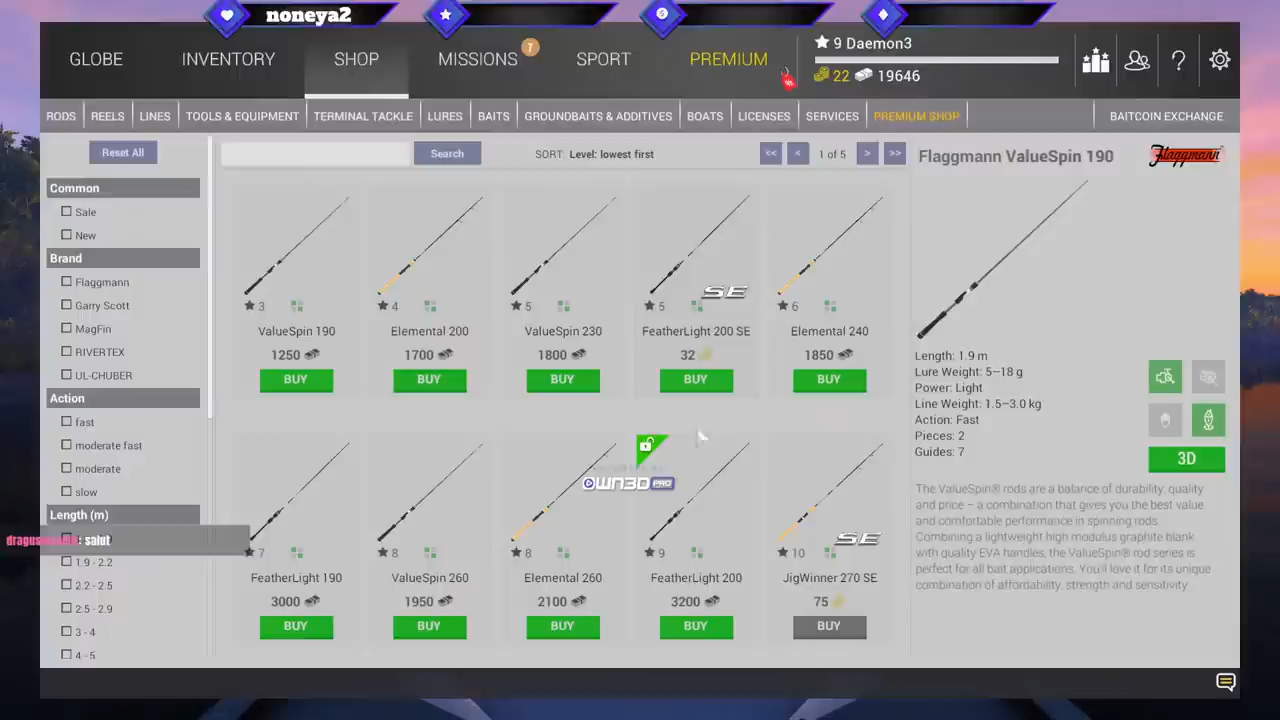 noneya2
GLOBE
INVENTORY
SHOP
MISSIONS
7
SPORT
PREMIUM
9 Daemon3
22 19646
RODS
REELS
LINES
TOOLS & EQUIPMENT
TERMINAL TACKLE
LURES
BAITS
GROUNDBAITS & ADDITIVES
BOATS
LICENSES
SERVICES
PREMIUM SHOP
BAITCOIN EXCHANGE
Reset All
Search
SORT: Level: lowest first
<<
<
1 of 5
>
>>
Common
Sale
New
Brand
Flaggmann
Garry Scott
MagFin
RIVERTEX
UL-CHUBER
Action
fast
moderate fast
moderate
slow
Length (m)
: salut
1.9 - 2.2
2.2 - 2.5
2.5 - 2.9
3 - 4
4 - 5
3
ValueSpin 190
1250
BUY
4
Elemental 200
1700
BUY
5
ValueSpin 230
1800
BUY
SE
5
FeatherLight 200 SE
32
BUY
6
Elemental 240
1850
BUY
7
FeatherLight 190
3000
BUY
8
ValueSpin 260
1950
BUY
OWN3D PRO
8
Elemental 260
2100
BUY
9
FeatherLight 200
3200
BUY
SE
10
JigWinner 270 SE
75
BUY
Flaggmann ValueSpin 190
Flaggmann
Length: 1.9 m
Lure Weight: 5–18 g
Power: Light
Line Weight: 1.5–3.0 kg
Action: Fast
Pieces: 2
Guides: 7
3D
The ValueSpin® rods are a balance of durability, quality
and price – a combination that gives you the best value
and comfortable performance in spinning rods.
Combining a lightweight high modulus graphite blank
with quality EVA handles, the ValueSpin® rod series is
perfect for all bait applications. You'll love it for its unique
combination of affordability, strength and sensitivity